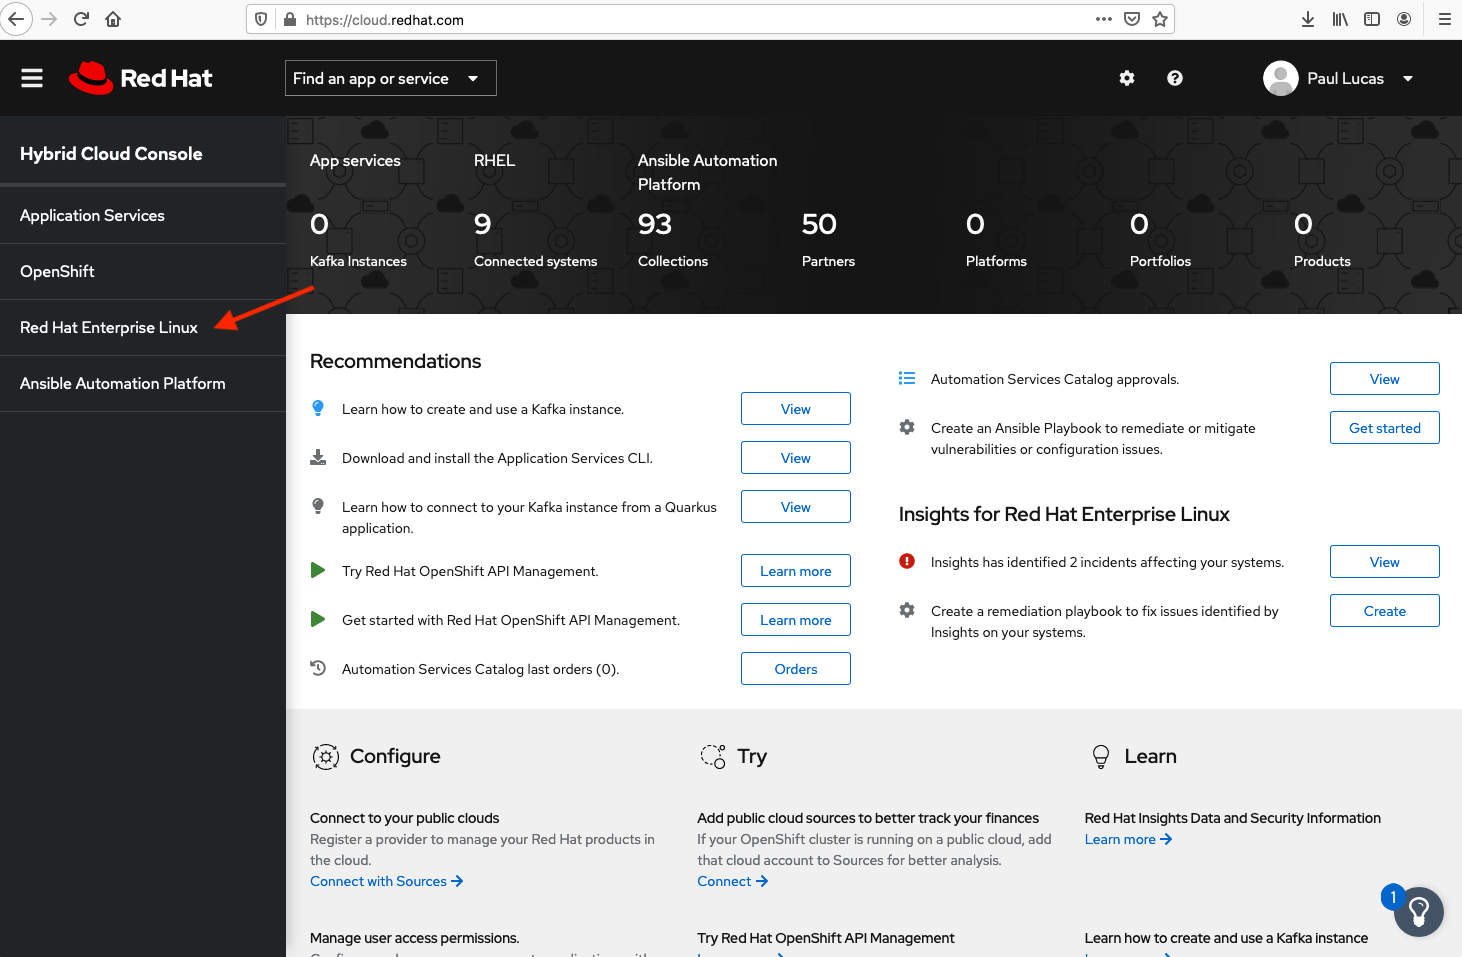 https://cloud.redhat.com
Red Hat
Find an app or service
Paul Lucas
Hybrid Cloud Console
Application Services
OpenShift
Red Hat Enterprise Linux
Ansible Automation Platform
App services
0
Kafka Instances
RHEL
9
Connected systems
Ansible Automation
Platform
93
Collections
50
Partners
0
Platforms
0
Portfolios
0
Products
Recommendations
Learn how to create and use a Kafka instance.
View
Download and install the Application Services CLI.
View
Learn how to connect to your Kafka instance from a Quarkus
application.
View
Try Red Hat OpenShift API Management.
Learn more
Get started with Red Hat OpenShift API Management.
Learn more
Automation Services Catalog last orders (0).
Orders
Automation Services Catalog approvals.
View
Create an Ansible Playbook to remediate or mitigate
vulnerabilities or configuration issues.
Get started
Insights for Red Hat Enterprise Linux
Insights has identified 2 incidents affecting your systems.
View
Create a remediation playbook to fix issues identified by
Insights on your systems.
Create
Configure
Connect to your public clouds
Register a provider to manage your Red Hat products in
the cloud.
Connect with Sources
Manage user access permissions.
Try
Add public cloud sources to better track your finances
If your OpenShift cluster is running on a public cloud, add
that cloud account to Sources for better analysis.
Connect
Try Red Hat OpenShift API Management
Learn
Red Hat Insights Data and Security Information
Learn more
Learn how to create and use a Kafka instance
1